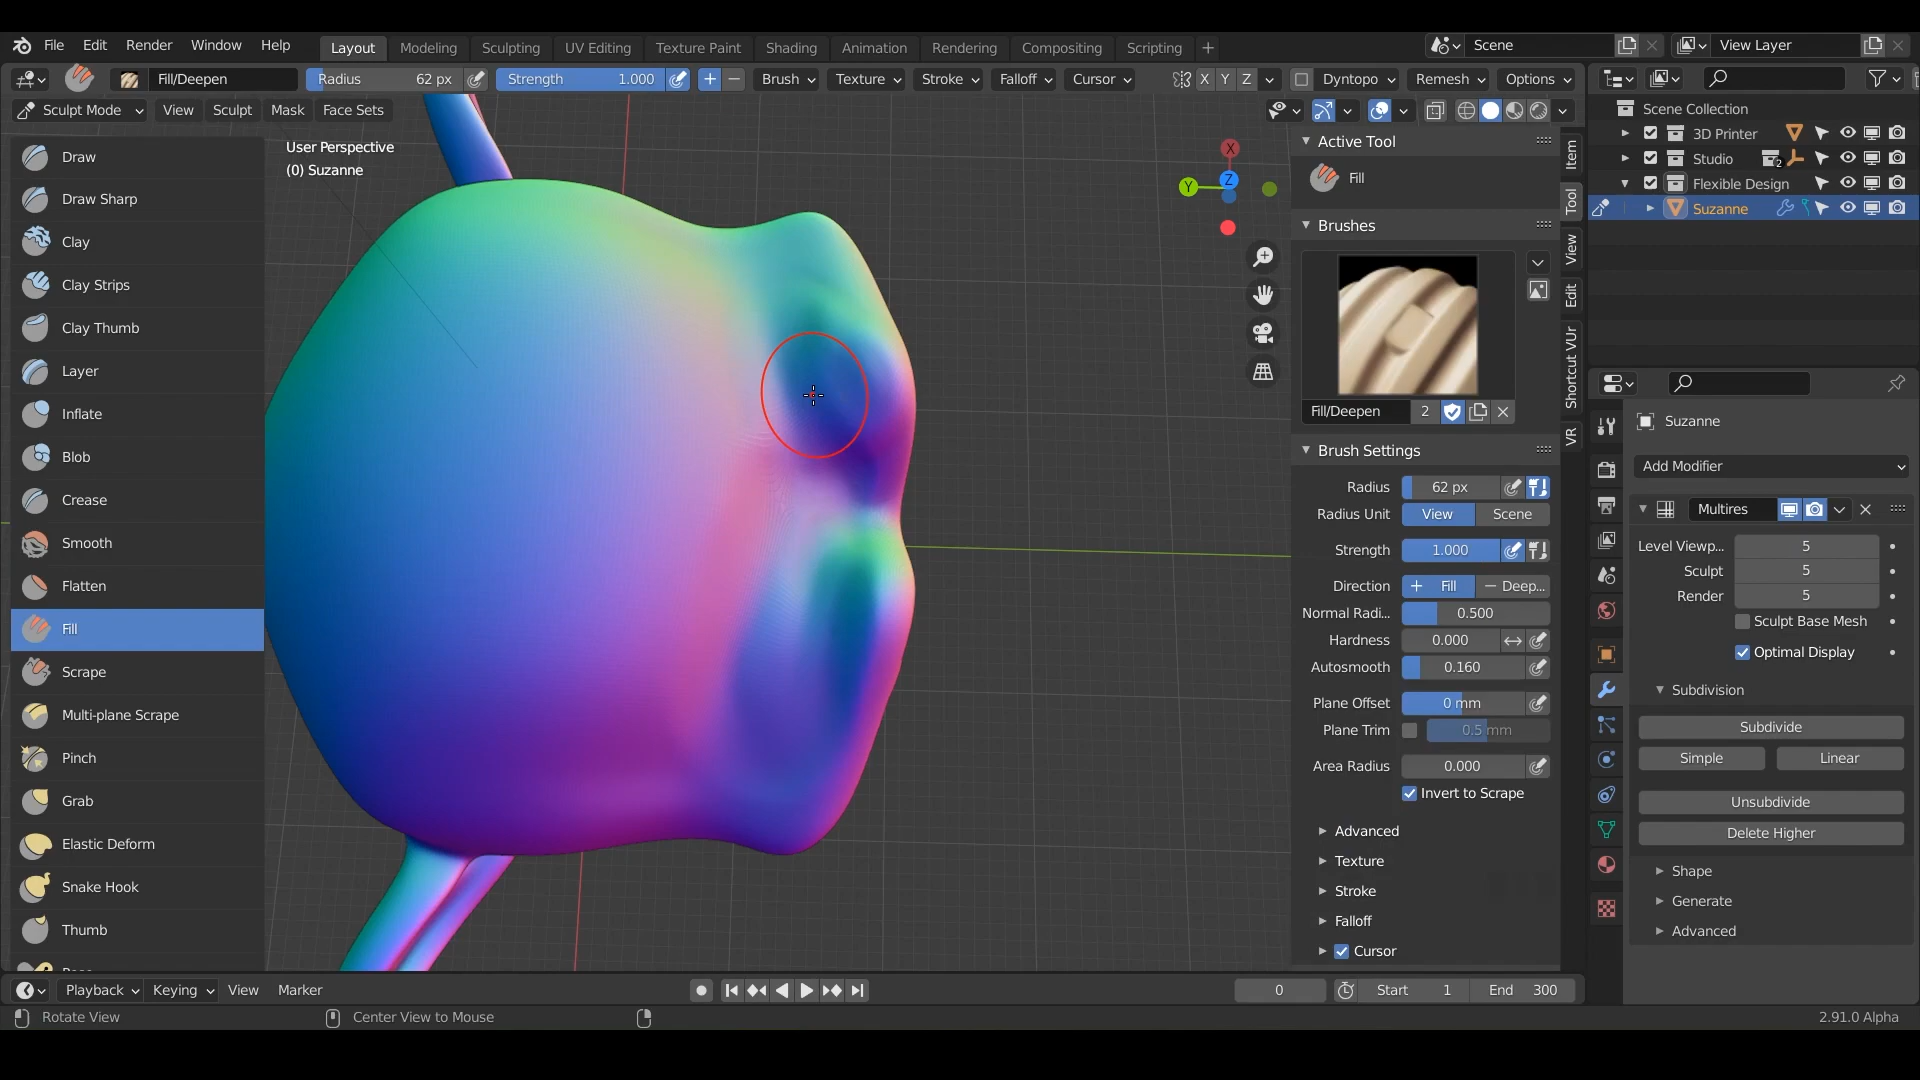 File Edit Render Window Help Layout Modeling Sculpting UV Editing Texture Paint Shading Animation Rendering Compositing Scripting + Scene View Layer
Fill/Deepen Radius 62 px Strength 1.000 + − Brush Texture Stroke Falloff Cursor X Y Z Dyntopo Remesh Options
Sculpt Mode View Sculpt Mask Face Sets
User Perspective
(0) Suzanne
Draw
Draw Sharp
Clay
Clay Strips
Clay Thumb
Layer
Inflate
Blob
Crease
Smooth
Flatten
Fill
Scrape
Multi-plane Scrape
Pinch
Grab
Elastic Deform
Snake Hook
Thumb
X
Y
Z
Active Tool
Fill
Brushes
Fill/Deepen 2
Brush Settings
Radius 62 px
Radius Unit View Scene
Strength 1.000
Direction + Fill − Deep...
Normal Radi... 0.500
Hardness 0.000
Autosmooth 0.160
Plane Offset 0 mm
Plane Trim 0.5 mm
Area Radius 0.000
Invert to Scrape
Advanced
Texture
Stroke
Falloff
Cursor
Item
Tool
View
Edit
Shortcut VUr
VR
Scene Collection
3D Printer
Studio 2
Flexible Design
Suzanne
Suzanne
Add Modifier
Multires
Level Viewp... 5
Sculpt 5
Render 5
Sculpt Base Mesh
Optimal Display
Subdivision
Subdivide
Simple Linear
Unsubdivide
Delete Higher
Shape
Generate
Advanced
Playback Keying View Marker 0 Start 1 End 300
Rotate View Center View to Mouse 2.91.0 Alpha